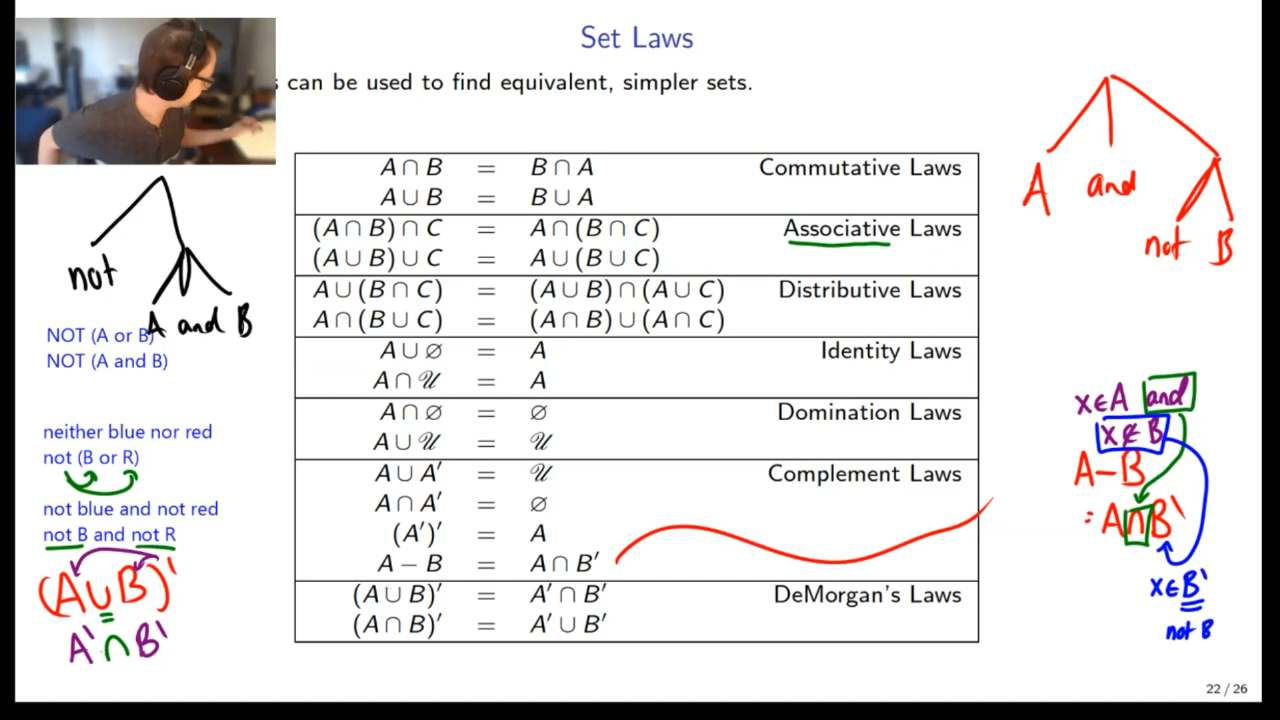 Set Laws
can be used to find equivalent, simpler sets.
A ∩ B = B ∩ A Commutative Laws
A ∪ B = B ∪ A
(A ∩ B) ∩ C = A ∩ (B ∩ C) Associative Laws
(A ∪ B) ∪ C = A ∪ (B ∪ C)
A ∪ (B ∩ C) = (A ∪ B) ∩ (A ∪ C) Distributive Laws
A ∩ (B ∪ C) = (A ∩ B) ∪ (A ∩ C)
A ∪ ∅ = A Identity Laws
A ∩ 𝒰 = A
A ∩ ∅ = ∅ Domination Laws
A ∪ 𝒰 = 𝒰
A ∪ A′ = 𝒰 Complement Laws
A ∩ A′ = ∅
(A′)′ = A
A − B = A ∩ B′
(A ∪ B)′ = A′ ∩ B′ DeMorgan's Laws
(A ∩ B)′ = A′ ∪ B′
not
A and B
NOT (A or B)
NOT (A and B)
neither blue nor red
not (B or R)
not blue and not red
not B and not R
(A∪B)'
A' ∩ B'
A and
not B
x∈A and
x∉B
A−B
: A∩B'
x∈B'
not B
22 / 26